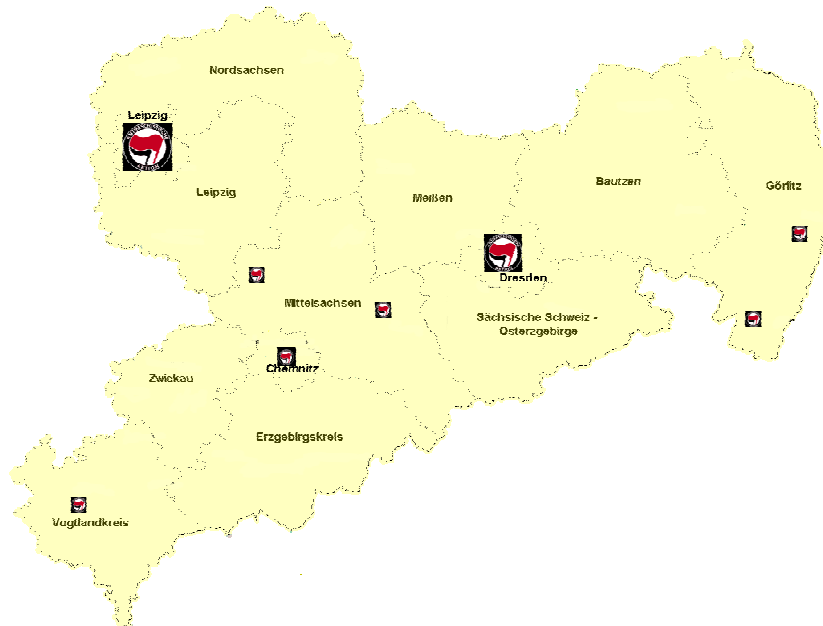 Nordsachsen
Leipzig
Leipzig
Meißen
Bautzen
Görlitz
Dresden
Mittelsachsen
Sächsische Schweiz -
Osterzgebirge
Chemnitz
Zwickau
Erzgebirgskreis
Vogtlandkreis